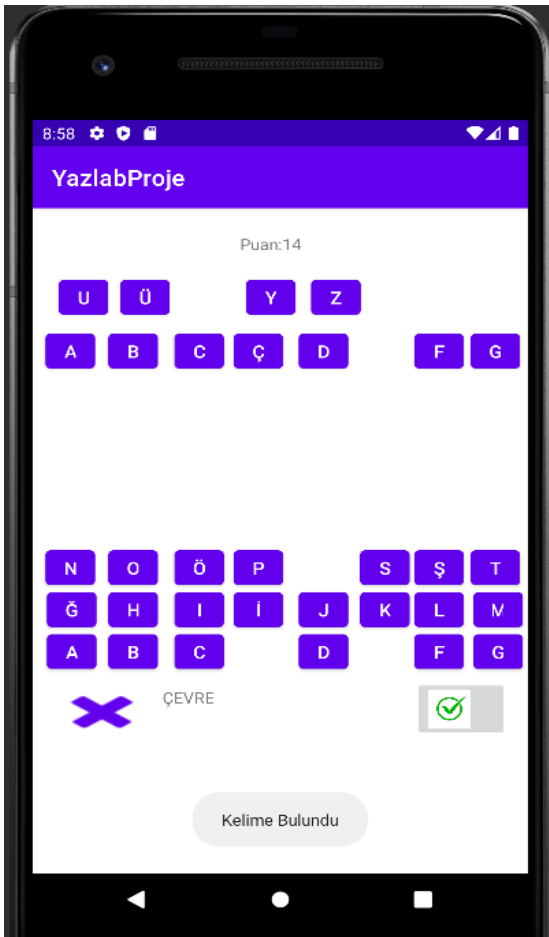 8:58
YazlabProje
Puan:14
U Ü Y Z
A B C Ç D F G
N O Ö P S Ş T
Ğ H I İ J K L M
A B C D F G
ÇEVRE
Kelime Bulundu